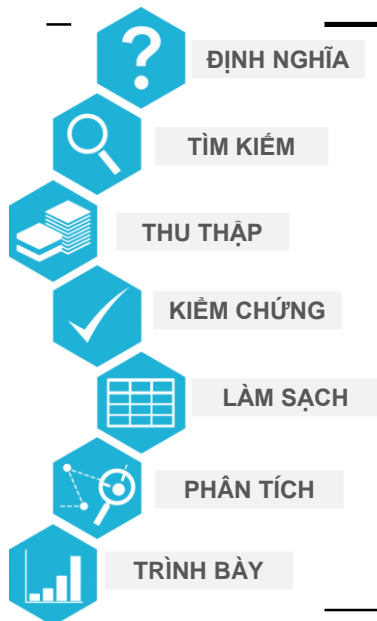 ĐỊNH NGHĨA
TÌM KIẾM
THU THẬP
KIỂM CHỨNG
LÀM SẠCH
PHÂN TÍCH
TRÌNH BÀY